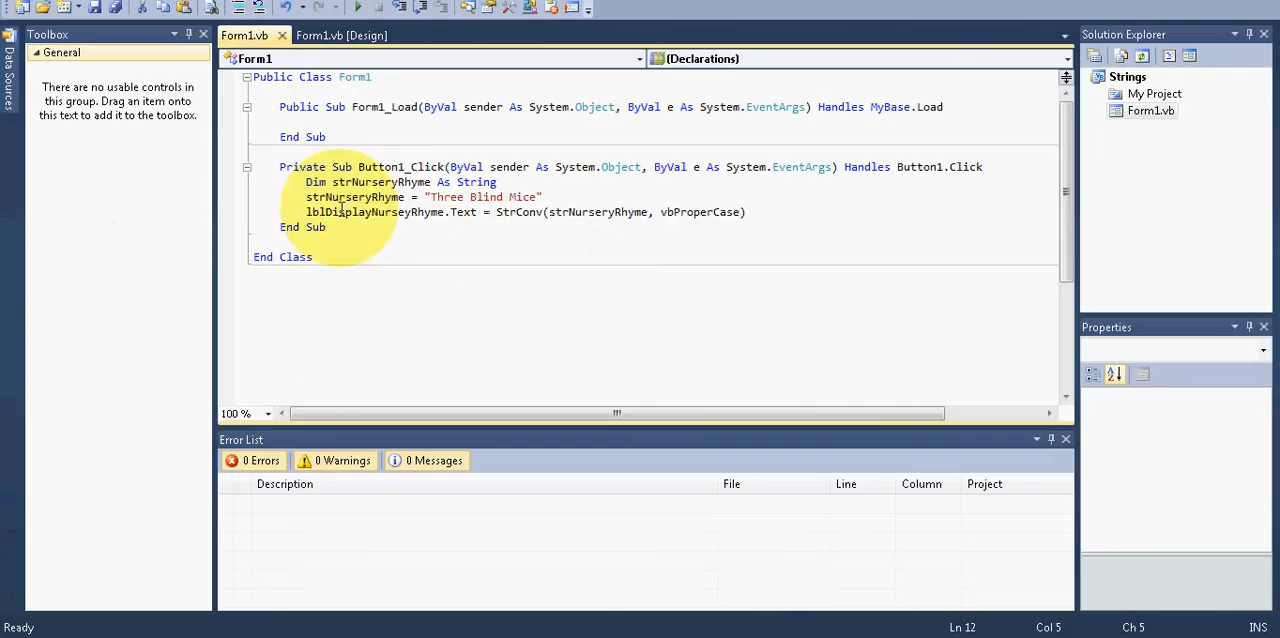 Toolbox
General
There are no usable controls in
this group. Drag an item onto
this text to add it to the toolbox.
Data Sources
Form1.vb
Form1.vb [Design]
Form1
(Declarations)
Public Class Form1
Public Sub Form1_Load(ByVal sender As System.Object, ByVal e As System.EventArgs) Handles MyBase.Load
End Sub
Private Sub Button1_Click(ByVal sender As System.Object, ByVal e As System.EventArgs) Handles Button1.Click
Dim strNurseryRhyme As String
strNurseryRhyme = "Three Blind Mice"
lblDisplayNurseyRhyme.Text = StrConv(strNurseryRhyme, vbProperCase)
End Sub
End Class
100 %
Error List
0 Errors
0 Warnings
0 Messages
Description
File
Line
Column
Project
Solution Explorer
Strings
My Project
Form1.vb
Properties
Ready
Ln 12
Col 5
Ch 5
INS